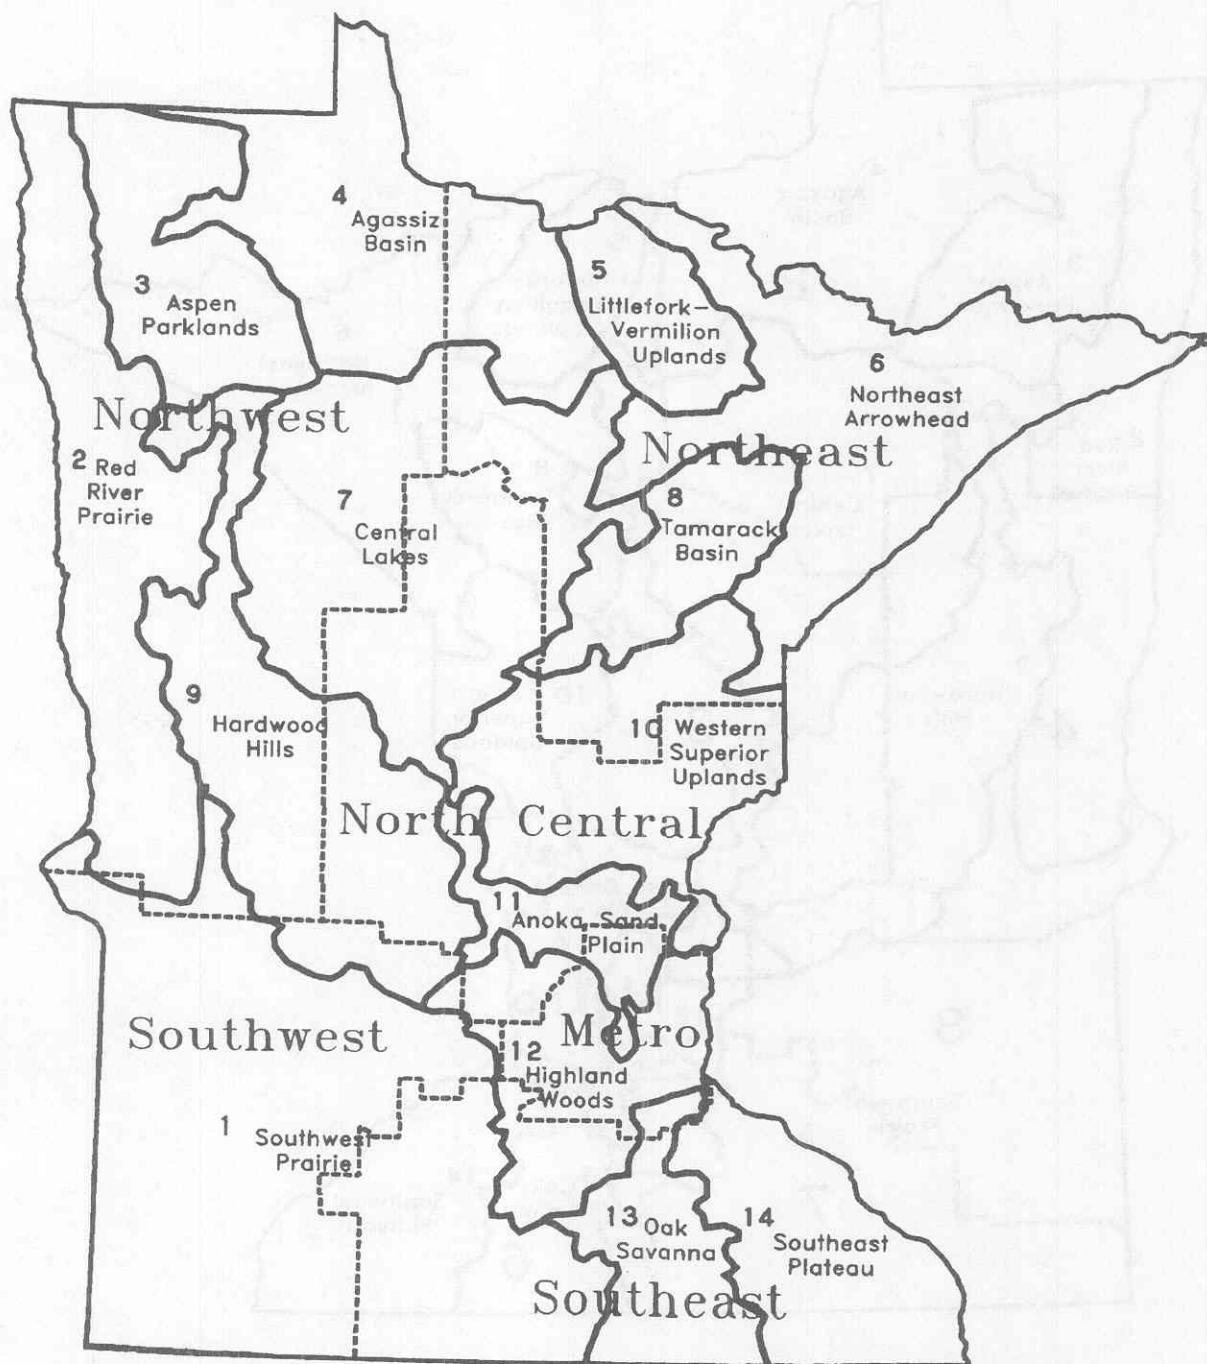 4
Agassiz
Basin
3
Aspen
Parklands
5
Littlefork–
Vermilion
Uplands
6
Northeast
Arrowhead
Northwest
Northeast
2 Red
River
Prairie
7
Central
Lakes
8
Tamarack
Basin
9
Hardwood
Hills
10 Western
Superior
Uplands
North Central
11
Anoka Sand
Plain
Southwest
Metro
12
Highland
Woods
1
Southwest
Prairie
13 Oak
Savanna
14
Southeast
Plateau
Southeast